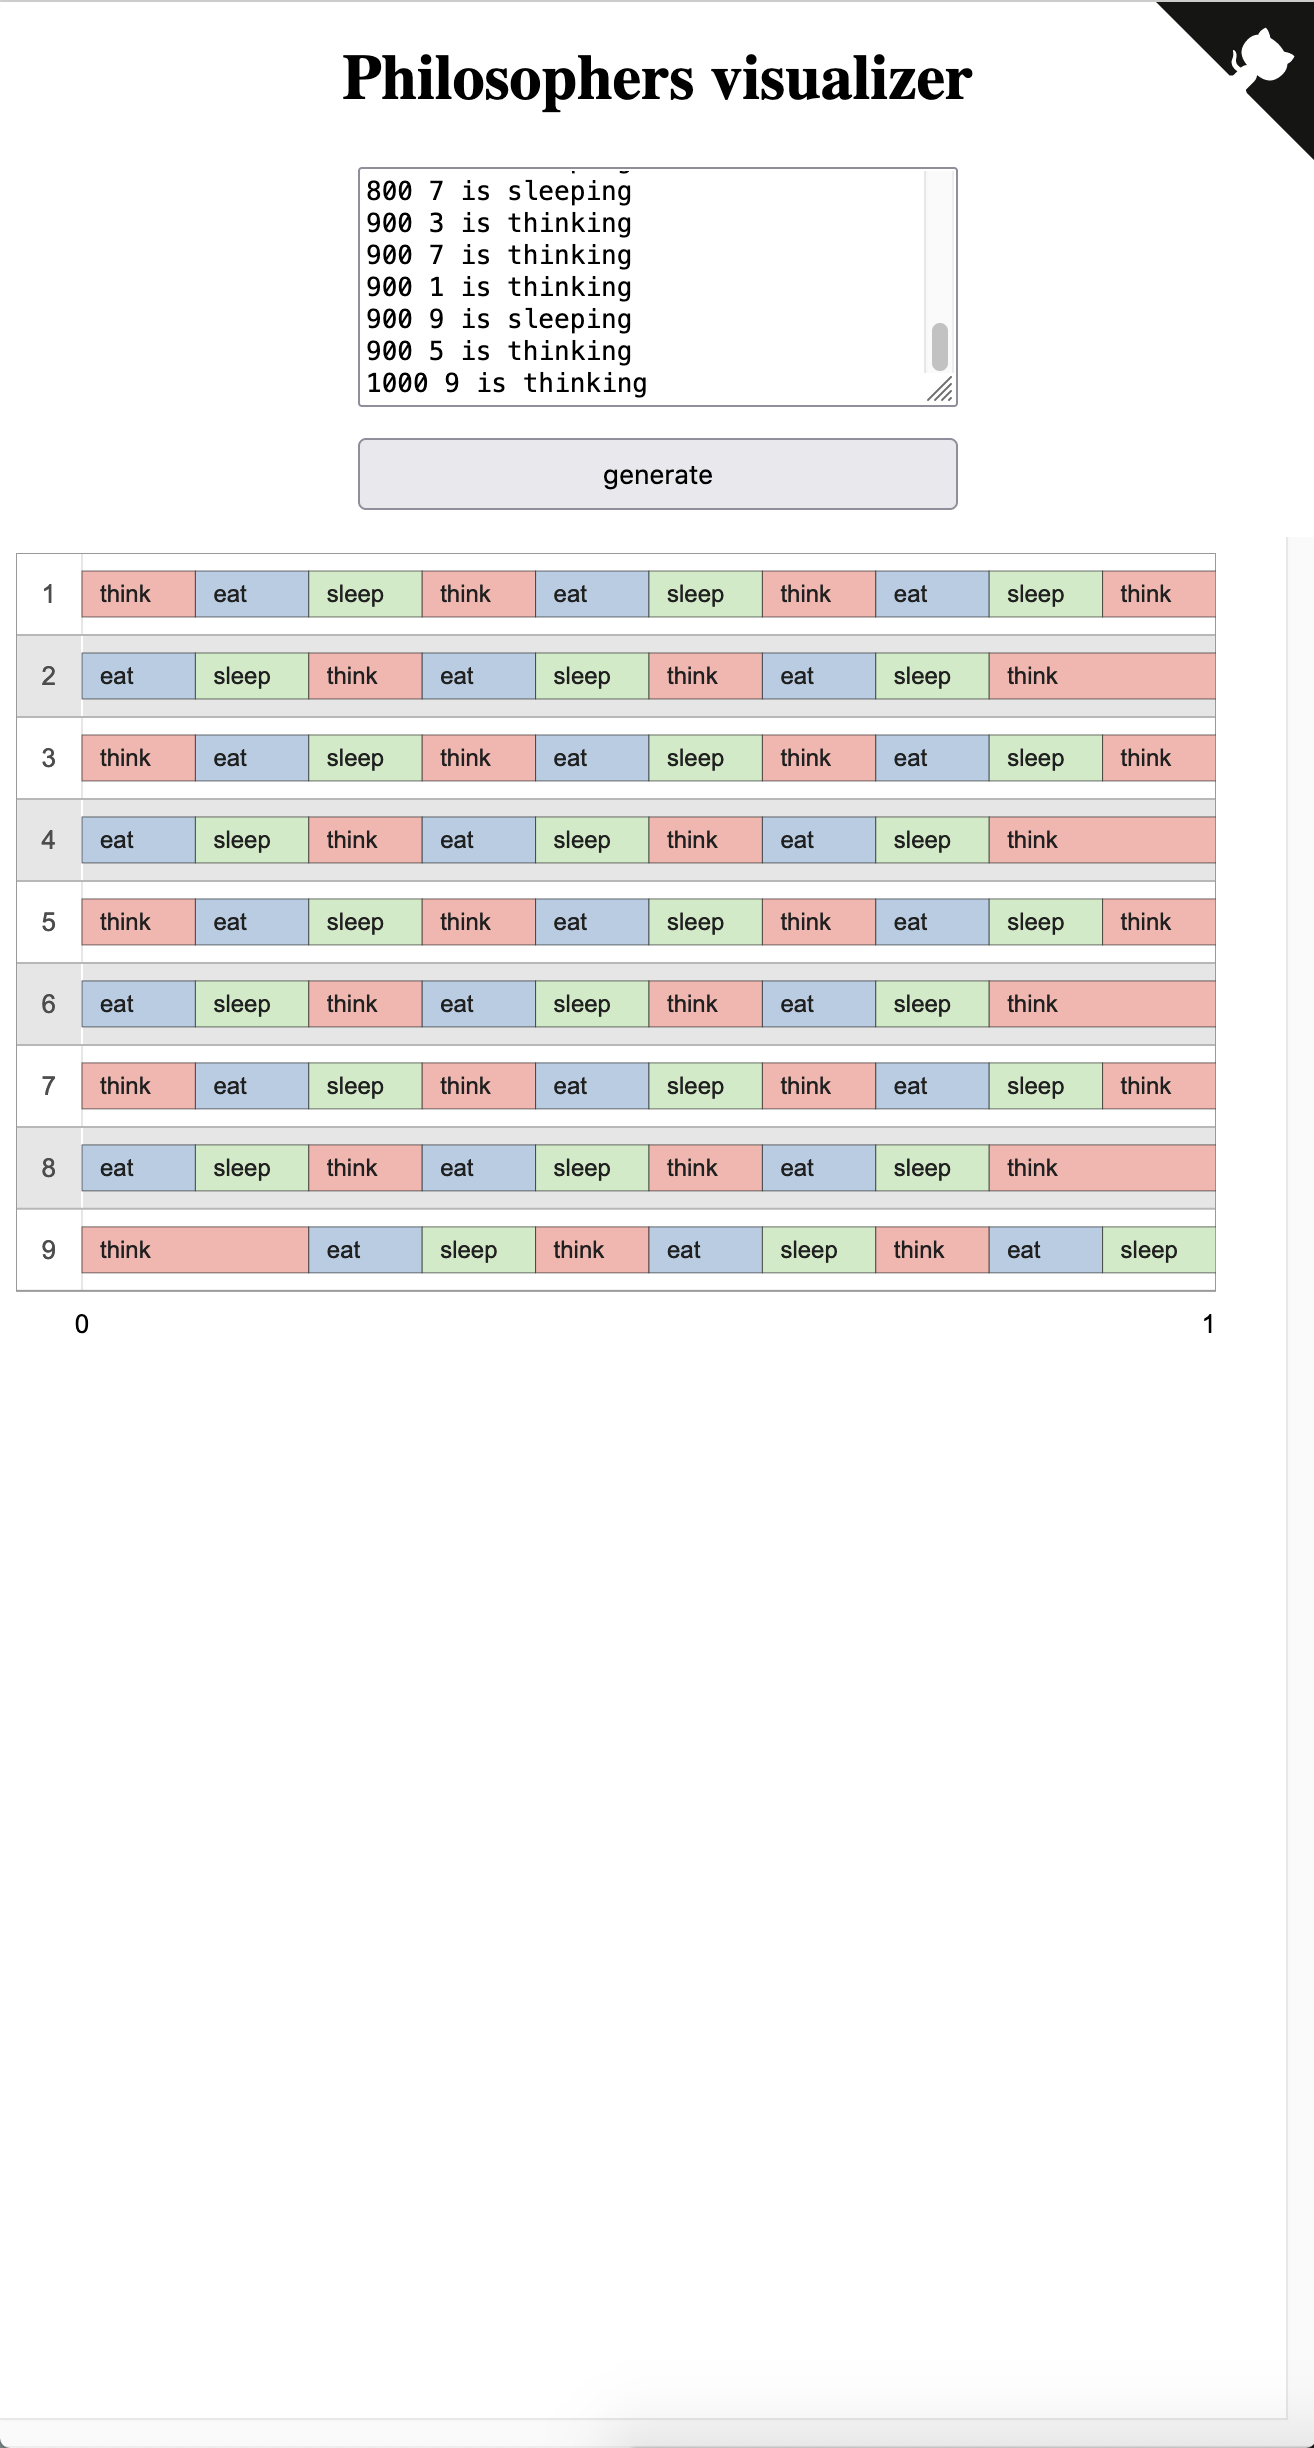 Philosophers visualizer
800 7 is sleeping
900 3 is thinking
900 7 is thinking
900 1 is thinking
900 9 is sleeping
900 5 is thinking
1000 9 is thinking
generate
1 think eat sleep think eat sleep think eat sleep think
2 eat sleep think eat sleep think eat sleep think
3 think eat sleep think eat sleep think eat sleep think
4 eat sleep think eat sleep think eat sleep think
5 think eat sleep think eat sleep think eat sleep think
6 eat sleep think eat sleep think eat sleep think
7 think eat sleep think eat sleep think eat sleep think
8 eat sleep think eat sleep think eat sleep think
9 think eat sleep think eat sleep think eat sleep
0 1